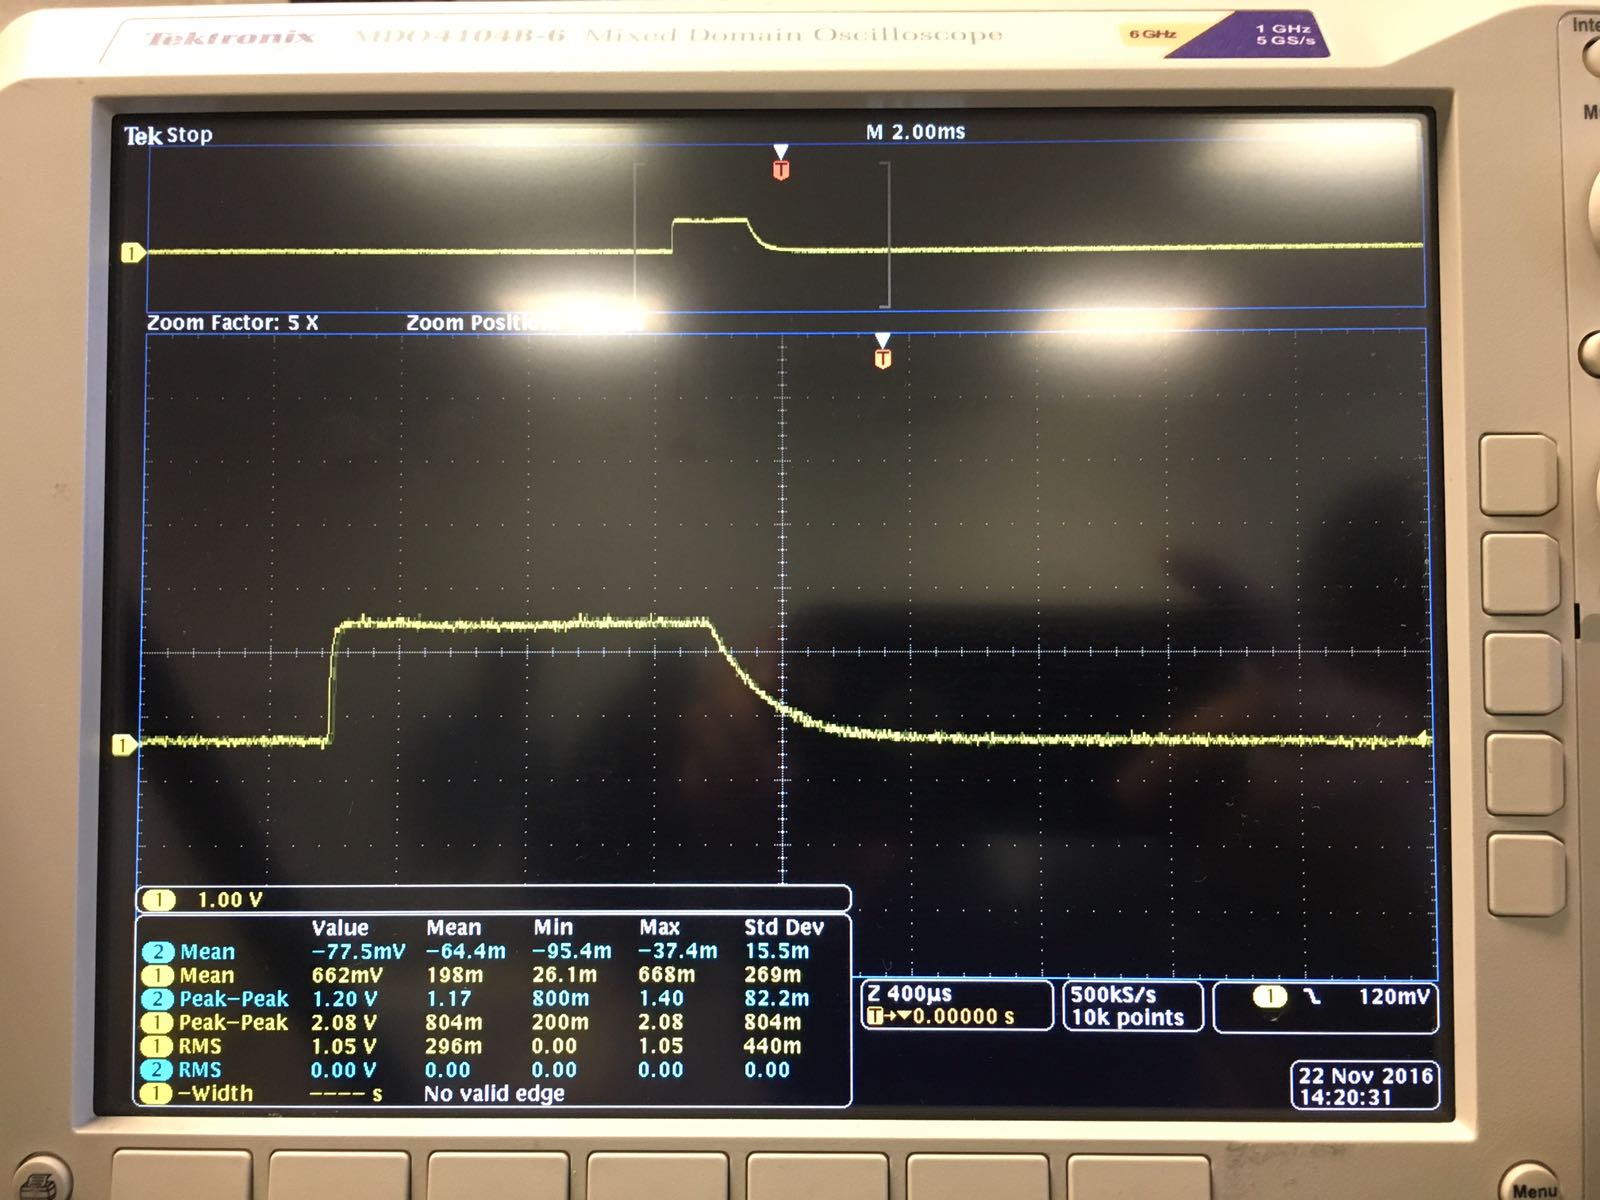 Tektronix MDO4104B-6 Mixed Domain Oscilloscope
6 GHz
1 GHz
5 GS/s
Inte
Tek Stop
M 2.00ms
T
1
Zoom Factor: 5 X
Zoom
T
1
1 1.00 V
Value Mean Min Max Std Dev
2 Mean −77.5mV −64.4m −95.4m −37.4m 15.5m
1 Mean 662mV 198m 26.1m 668m 269m
2 Peak−Peak 1.20 V 1.17 800m 1.40 82.2m
1 Peak−Peak 2.08 V 804m 200m 2.08 804m
1 RMS 1.05 V 296m 0.00 1.05 440m
2 RMS 0.00 V 0.00 0.00 0.00 0.00
1 −Width −−−− s No valid edge
Z 400µs
T→▼0.00000 s
500kS/s
10k points
1 120mV
22 Nov 2016
14:20:31
Menu